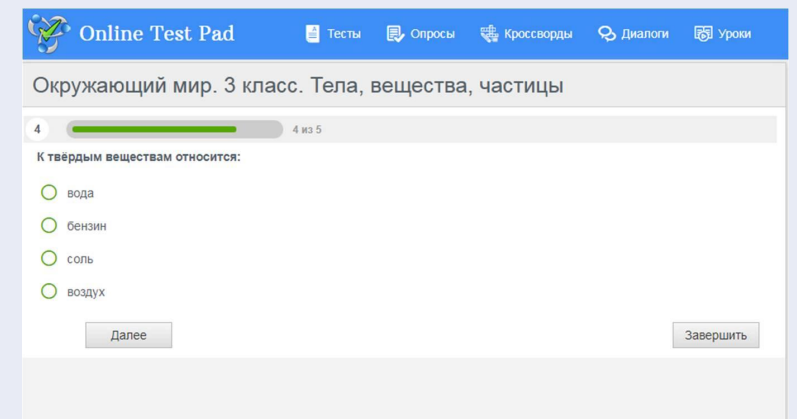 Online Test Pad Тесты Опросы Кроссворды Диалоги Уроки
Окружающий мир. 3 класс. Тела, вещества, частицы
4 4 из 5
К твёрдым веществам относится:
вода
бензин
соль
воздух
Далее Завершить